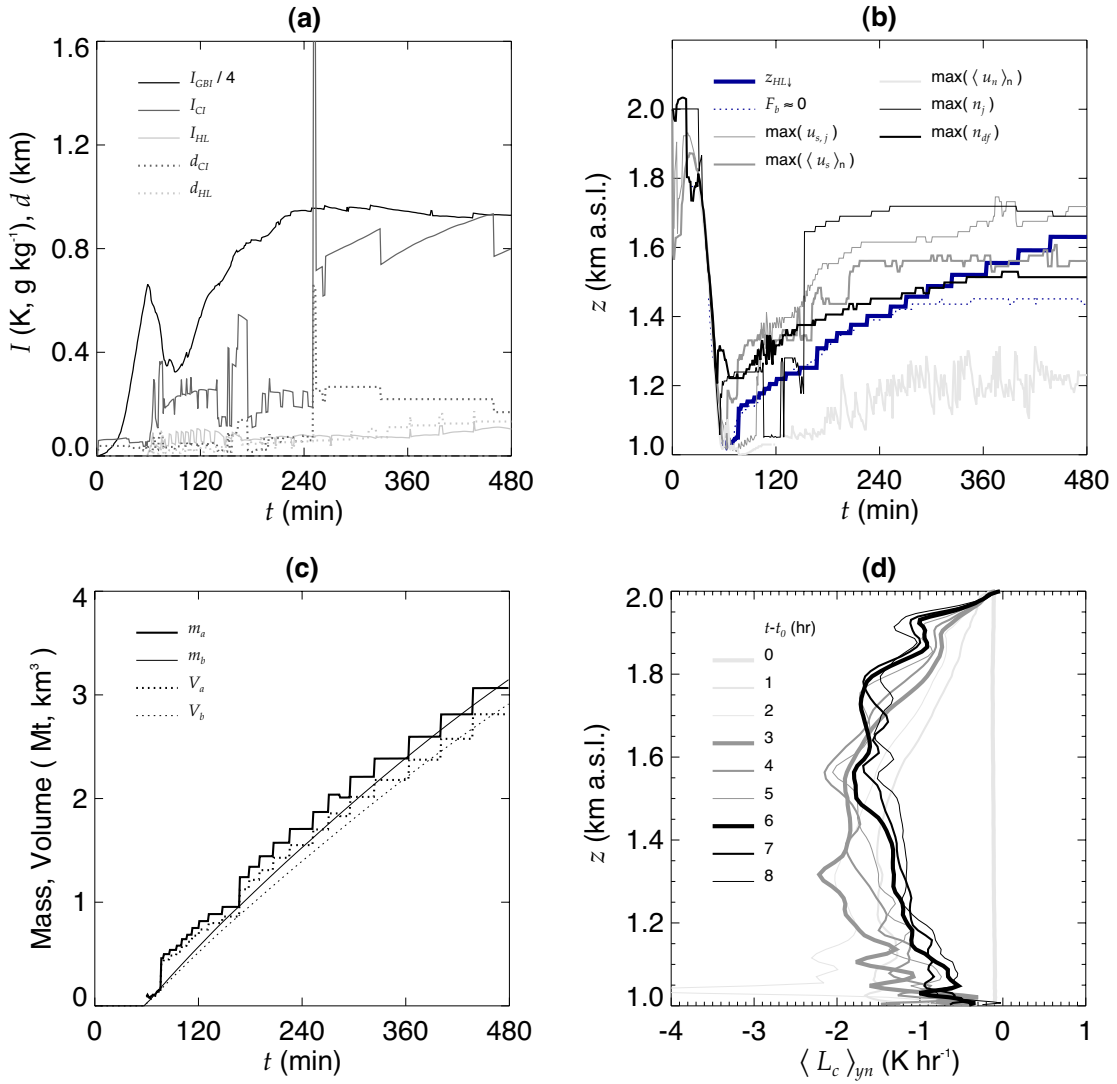 (a)
1.6
1.2
0.8
0.4
0.0
I (K, g kg⁻¹), d (km)
I_GBI / 4
I_CI
I_HL
d_CI
d_HL
0 120 240 360 480
t (min)
(b)
2.0
1.8
1.6
1.4
1.2
1.0
z (km a.s.l.)
z_HL↓
F_b ≈ 0
max( u_s,j )
max( ⟨ u_s ⟩_n )
max( ⟨ u_n ⟩_n )
max( n_j )
max( n_df )
0 120 240 360 480
t (min)
(c)
4
3
2
1
0
Mass, Volume ( Mt, km³ )
m_a
m_b
V_a
V_b
0 120 240 360 480
t (min)
(d)
2.0
1.8
1.6
1.4
1.2
1.0
z (km a.s.l.)
t-t₀ (hr)
0
1
2
3
4
5
6
7
8
-4 -3 -2 -1 0 1
⟨ L_c ⟩_yn (K hr⁻¹)